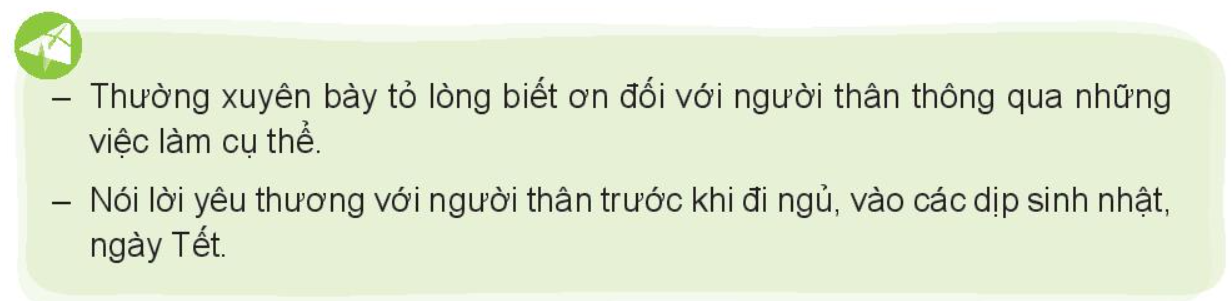 – Thường xuyên bày tỏ lòng biết ơn đối với người thân thông qua những
việc làm cụ thể.
– Nói lời yêu thương với người thân trước khi đi ngủ, vào các dịp sinh nhật,
ngày Tết.